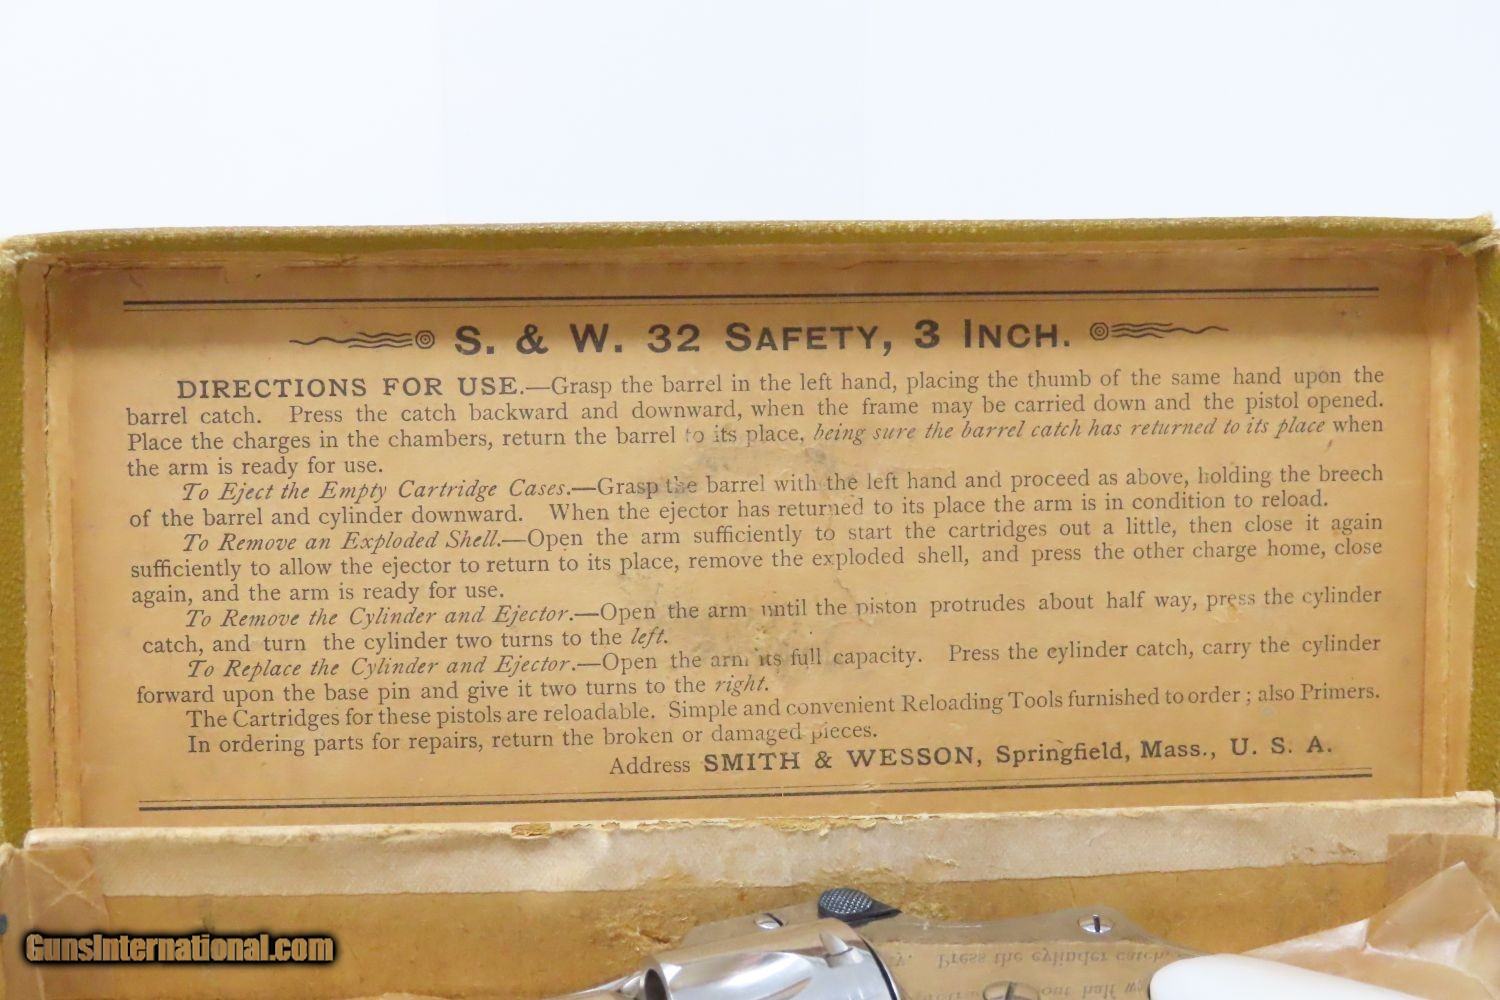 S. & W. 32 SAFETY, 3 INCH.
DIRECTIONS FOR USE.—Grasp the barrel in the left hand, placing the thumb of the same hand upon the
barrel catch. Press the catch backward and downward, when the frame may be carried down and the pistol opened.
Place the charges in the chambers, return the barrel to its place, being sure the barrel catch has returned to its place when
the arm is ready for use.
To Eject the Empty Cartridge Cases.—Grasp the barrel with the left hand and proceed as above, holding the breech
of the barrel and cylinder downward. When the ejector has returned to its place the arm is in condition to reload.
To Remove an Exploded Shell.—Open the arm sufficiently to start the cartridges out a little, then close it again
sufficiently to allow the ejector to return to its place, remove the exploded shell, and press the other charge home, close
again, and the arm is ready for use.
To Remove the Cylinder and Ejector.—Open the arm until the piston protrudes about half way, press the cylinder
catch, and turn the cylinder two turns to the left.
To Replace the Cylinder and Ejector.—Open the arm its full capacity. Press the cylinder catch, carry the cylinder
forward upon the base pin and give it two turns to the right.
The Cartridges for these pistols are reloadable. Simple and convenient Reloading Tools furnished to order; also Primers.
In ordering parts for repairs, return the broken or damaged pieces.
Address SMITH & WESSON, Springfield, Mass., U. S. A.
GunsInternational.com
Press the cylinder catch,
out half w